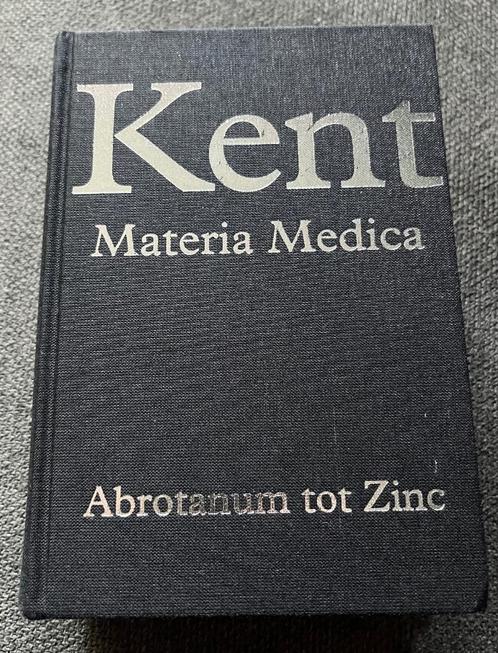 Kent
Materia Medica
Abrotanum tot Zinc